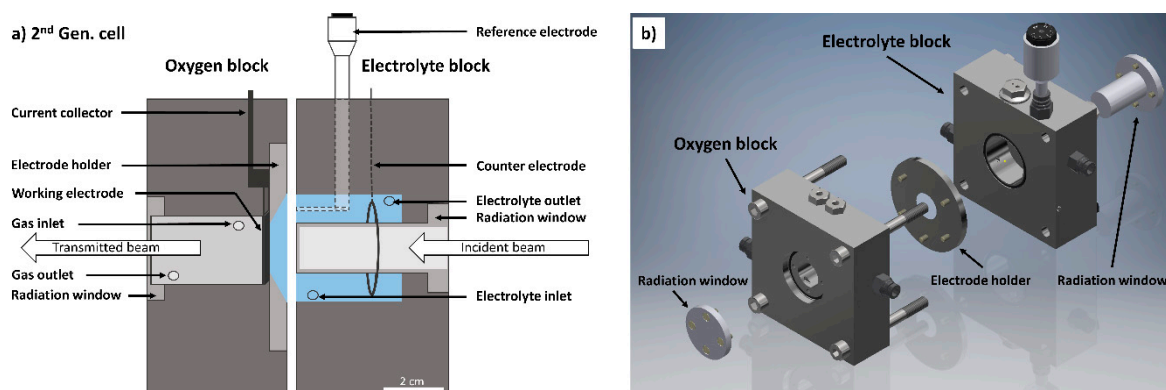 a) 2nd Gen. cell
Reference electrode
Oxygen block
Electrolyte block
Current collector
Electrode holder
Counter electrode
Working electrode
Electrolyte outlet
Radiation window
Gas inlet
Transmitted beam
Incident beam
Gas outlet
Radiation window
Electrolyte inlet
2 cm
b)
Electrolyte block
Oxygen block
Radiation window
Electrode holder
Radiation window